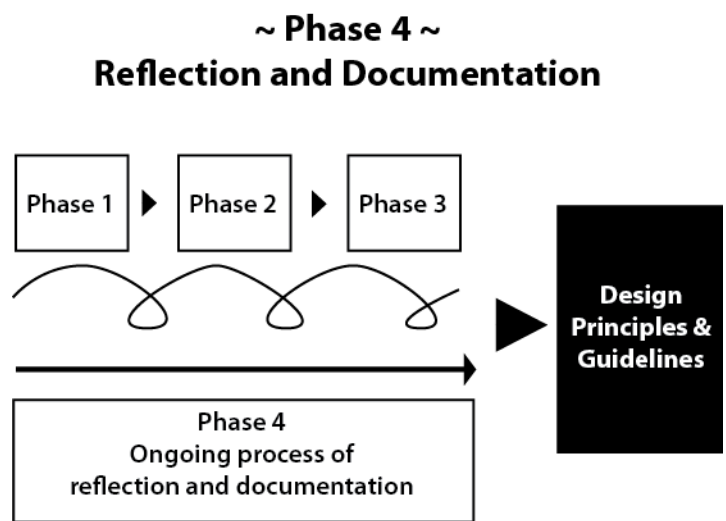 ~ Phase 4 ~
Reflection and Documentation
Phase 1
Phase 2
Phase 3
Design
Principles &
Guidelines
Phase 4
Ongoing process of
reflection and documentation